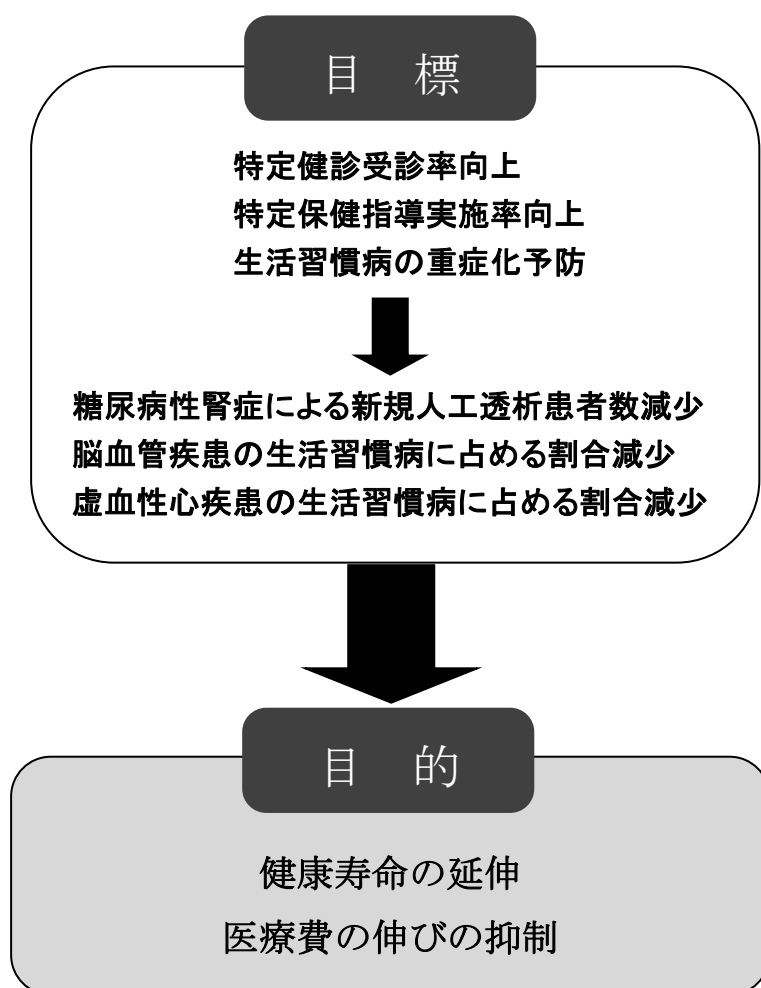 目　標
特定健診受診率向上
特定保健指導実施率向上
生活習慣病の重症化予防
糖尿病性腎症による新規人工透析患者数減少
脳血管疾患の生活習慣病に占める割合減少
虚血性心疾患の生活習慣病に占める割合減少
目　的
健康寿命の延伸
医療費の伸びの抑制